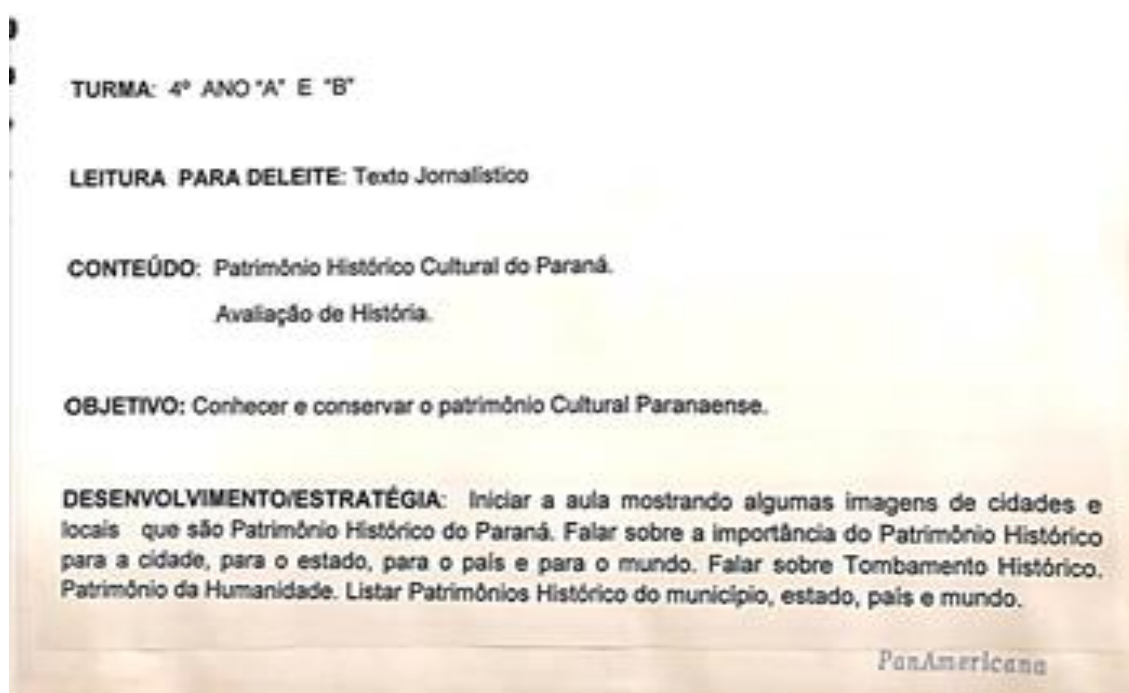 TURMA: 4º ANO "A" E "B"
LEITURA PARA DELEITE: Texto Jornalístico
CONTEÚDO: Patrimônio Histórico Cultural do Paraná.
Avaliação de História.
OBJETIVO: Conhecer e conservar o patrimônio Cultural Paranaense.
DESENVOLVIMENTO/ESTRATÉGIA: Iniciar a aula mostrando algumas imagens de cidades e
locais que são Patrimônio Histórico do Paraná. Falar sobre a importância do Patrimônio Histórico
para a cidade, para o estado, para o país e para o mundo. Falar sobre Tombamento Histórico.
Patrimônio da Humanidade. Listar Patrimônios Histórico do município, estado, país e mundo.
PanAmericana